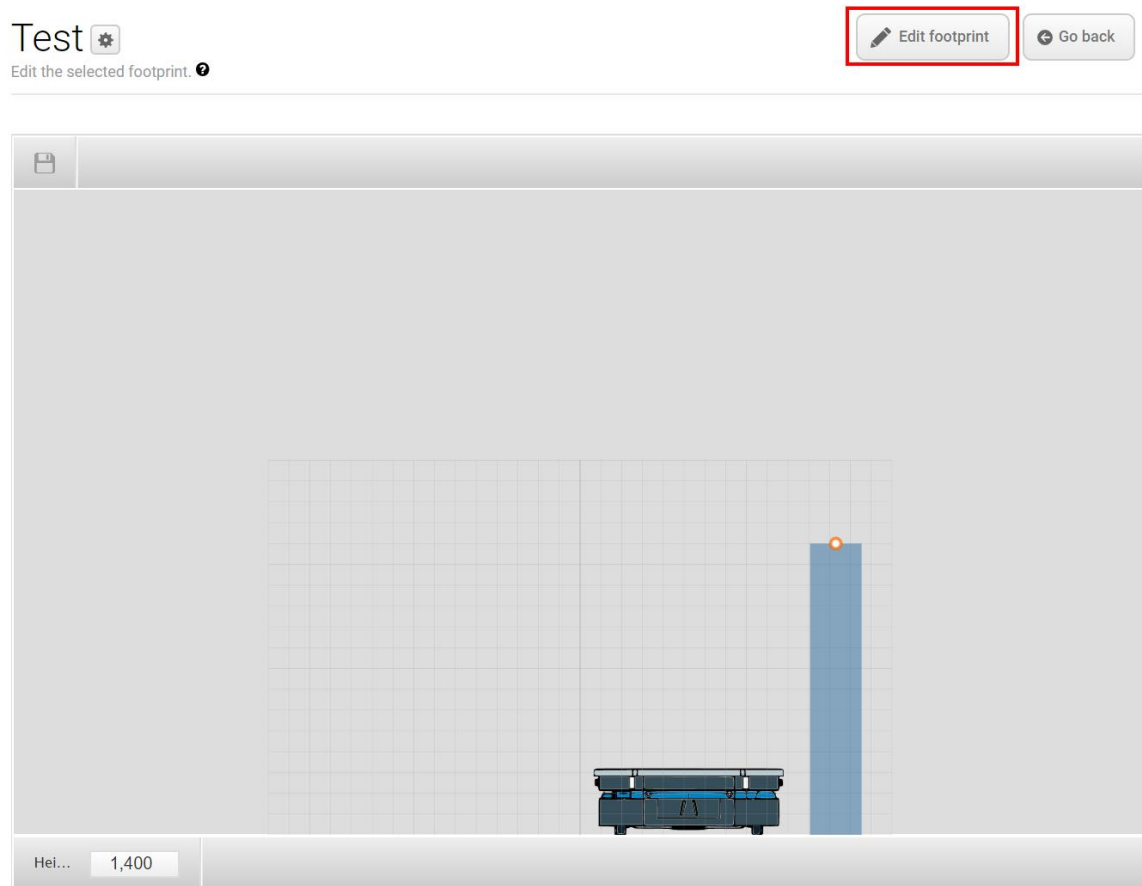 Test
Edit footprint
Go back
Edit the selected footprint.
Hei... 1,400